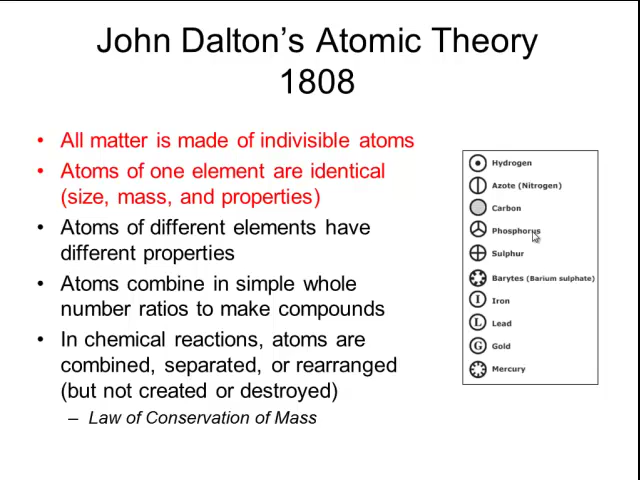 John Dalton's Atomic Theory
1808
• All matter is made of indivisible atoms
• Atoms of one element are identical
(size, mass, and properties)
• Atoms of different elements have
different properties
• Atoms combine in simple whole
number ratios to make compounds
• In chemical reactions, atoms are
combined, separated, or rearranged
(but not created or destroyed)
– Law of Conservation of Mass
Hydrogen
Azote (Nitrogen)
Carbon
Phosphorus
Sulphur
Barytes (Barium sulphate)
I Iron
L Lead
G Gold
Mercury